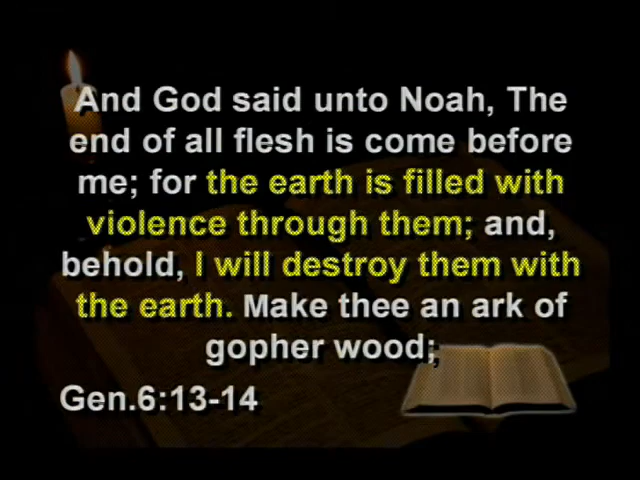 And God said unto Noah, The
end of all flesh is come before
me; for the earth is filled with
violence through them; and,
behold, I will destroy them with
the earth. Make thee an ark of
gopher wood;
Gen.6:13-14